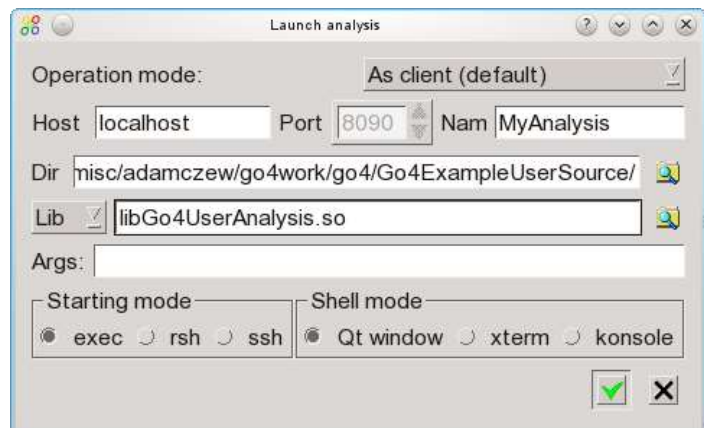 Launch analysis
Operation mode: As client (default)
Host localhost Port 8090 Nam MyAnalysis
Dir misc/adamczew/go4work/go4/Go4ExampleUserSource/
Lib libGo4UserAnalysis.so
Args:
Starting mode Shell mode
exec rsh ssh Qt window xterm konsole